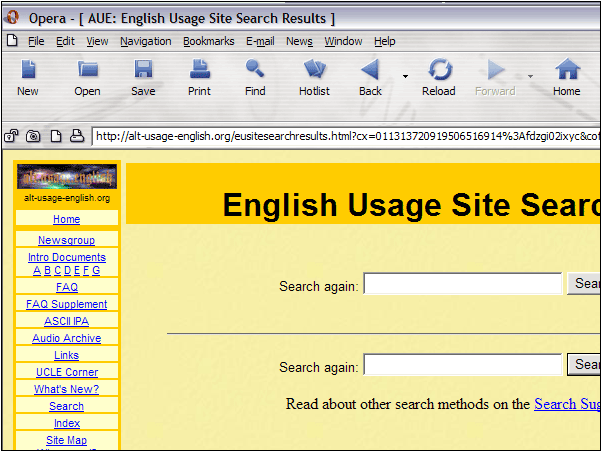 Opera - [ AUE: English Usage Site Search Results ]
File Edit View Navigation Bookmarks E-mail News Window Help
New Open Save Print Find Hotlist Back Reload Forward Home
http://alt-usage-english.org/eusitesearchresults.html?cx=011313720919506516914%3Afdzgi02ixyc&cof
alt-usage-english.org
English Usage Site Searc
Home
Newsgroup
Intro Documents
A B C D E F G
Search again: Sear
FAQ
FAQ Supplement
ASCII IPA
Audio Archive
Links
Search again: Sear
UCLE Corner
What's New?
Read about other search methods on the Search Sug
Search
Index
Site Map